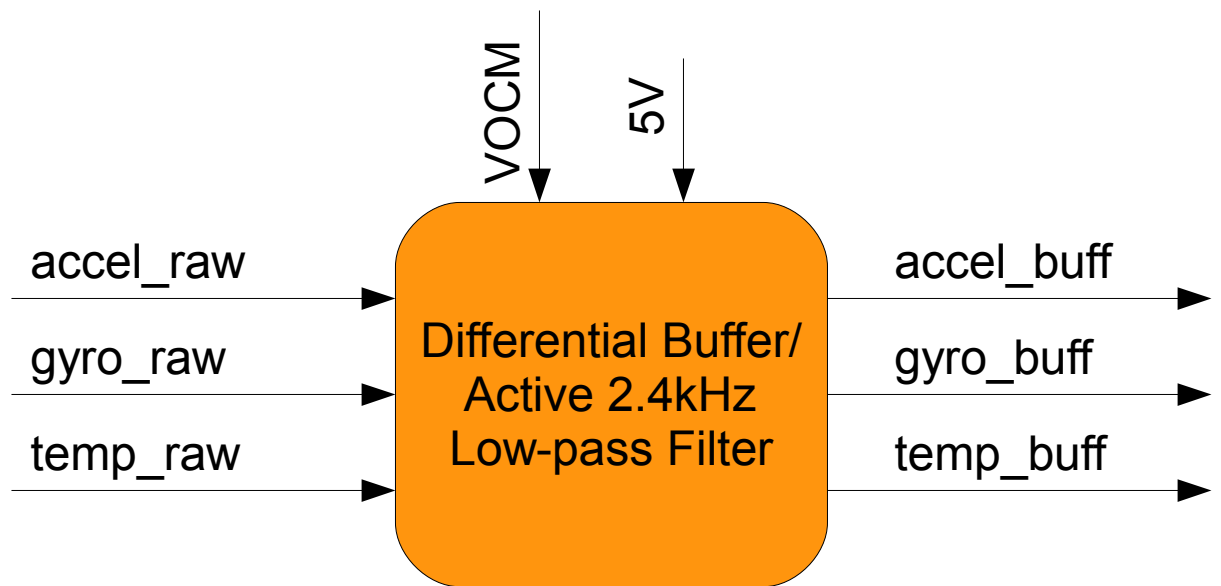 VOCM
5V
accel_raw
gyro_raw
temp_raw
Differential Buffer/
Active 2.4kHz
Low-pass Filter
accel_buff
gyro_buff
temp_buff